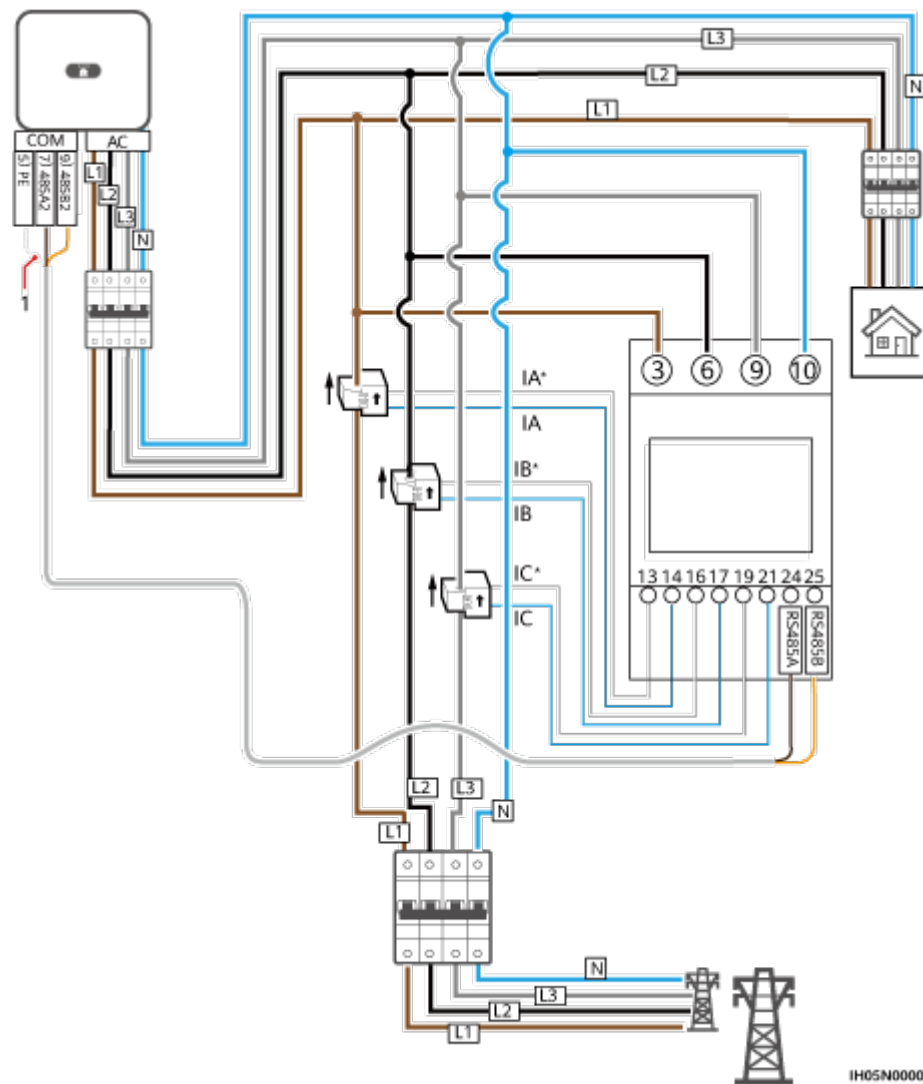 L3
L2
N
L1
COM
AC
5) PE
7) 485A2
9) 485B2
L1
L2
L3
N
1
3
6
9
10
IA*
IA
IB*
IB
IC*
IC
13 14 16 17 19 21 24 25
RS485A
RS485B
L2
L3
N
L1
N
L3
L2
L1
IH05N0000